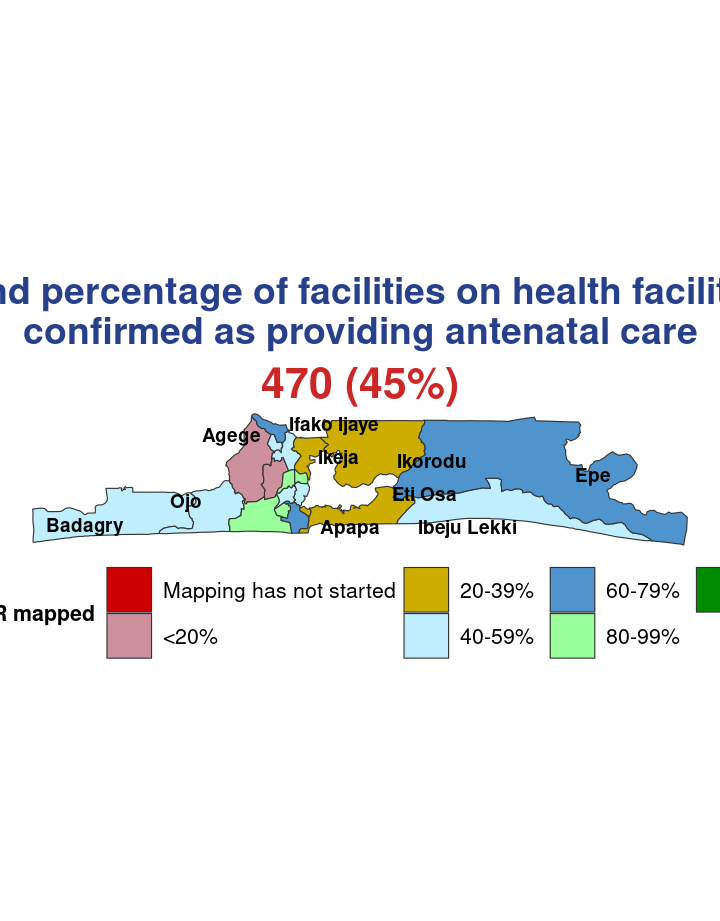 percentage of facilities on health
confirmed as providing antenatal care
470 (45%)
Ifako Ijaye
Agege
Ikeja
Ikorodu
Epe
Eti Osa
Ojo
Badagry
Apapa
Ibeju Lekki
Mapping has not started
20-39%
60-79%
R mapped
<20%
40-59%
80-99%